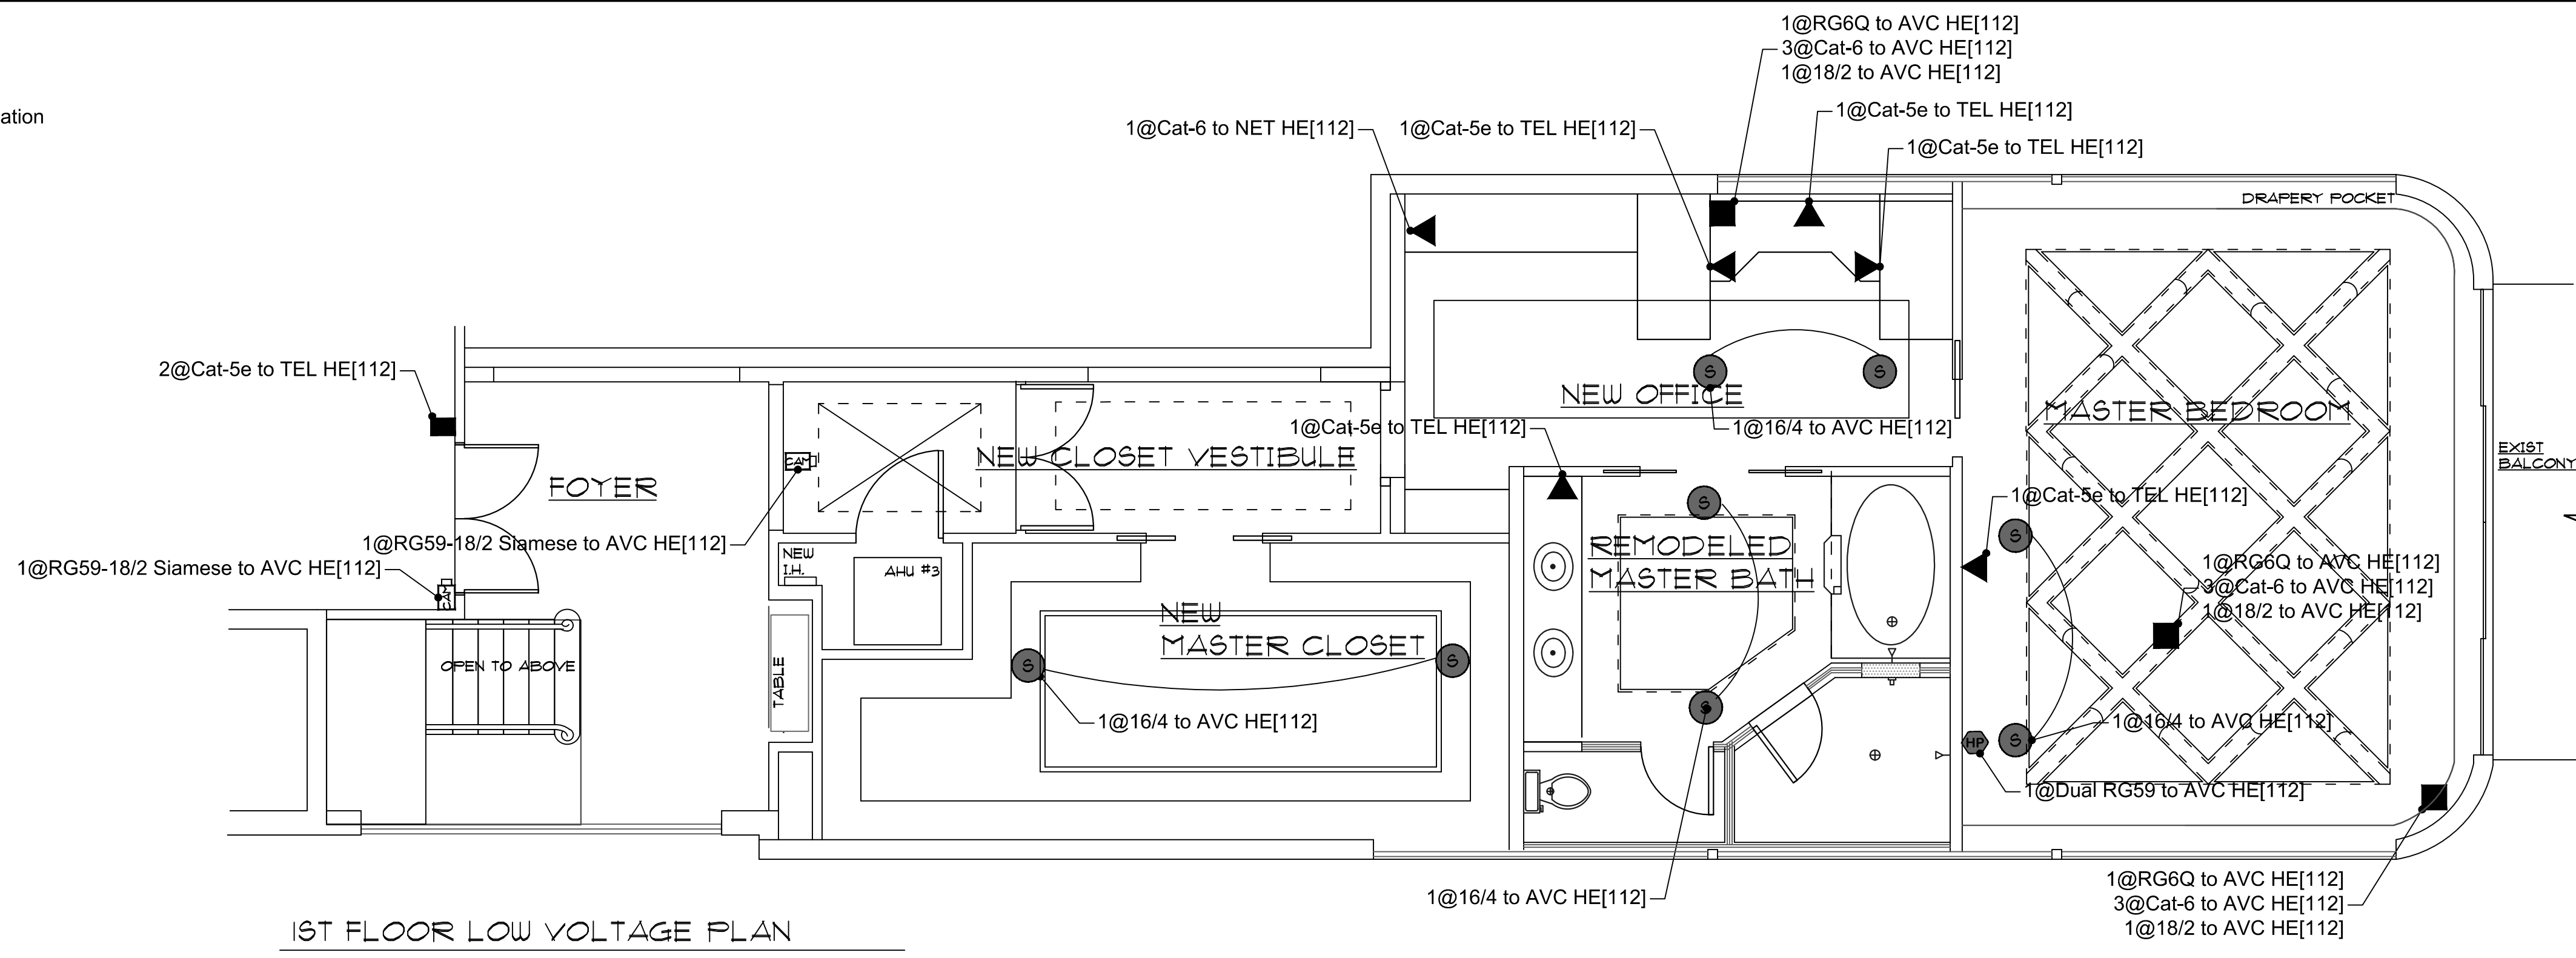 1@RG6Q to AVC HE[112]
3@Cat-6 to AVC HE[112]
1@18/2 to AVC HE[112]
ation
1@Cat-5e to TEL HE[112]
1@Cat-6 to NET HE[112]
1@Cat-5e to TEL HE[112]
1@Cat-5e to TEL HE[112]
DRAPERY POCKET
2@Cat-5e to TEL HE[112]
S
S
NEW OFFICE
MASTER BEDROOM
1@Cat-5e to TEL HE[112]
1@16/4 to AVC HE[112]
EXIST
BALCONY
CAM
NEW CLOSET VESTIBULE
FOYER
1@Cat-5e to TEL HE[112]
S
S
1@RG59-18/2 Siamese to AVC HE[112]
NEW
I.H.
AHU #3
REMODELED
MASTER BATH
1@RG59-18/2 Siamese to AVC HE[112]
CAM
1@RG6Q to AVC HE[112]
3@Cat-6 to AVC HE[112]
1@18/2 to AVC HE[112]
NEW
MASTER CLOSET
OPEN TO ABOVE
TABLE
S
S
S
1@16/4 to AVC HE[112]
1@16/4 to AVC HE[112]
HP
S
1@Dual RG59 to AVC HE[112]
1@16/4 to AVC HE[112]
1@RG6Q to AVC HE[112]
3@Cat-6 to AVC HE[112]
1@18/2 to AVC HE[112]
1ST FLOOR LOW VOLTAGE PLAN